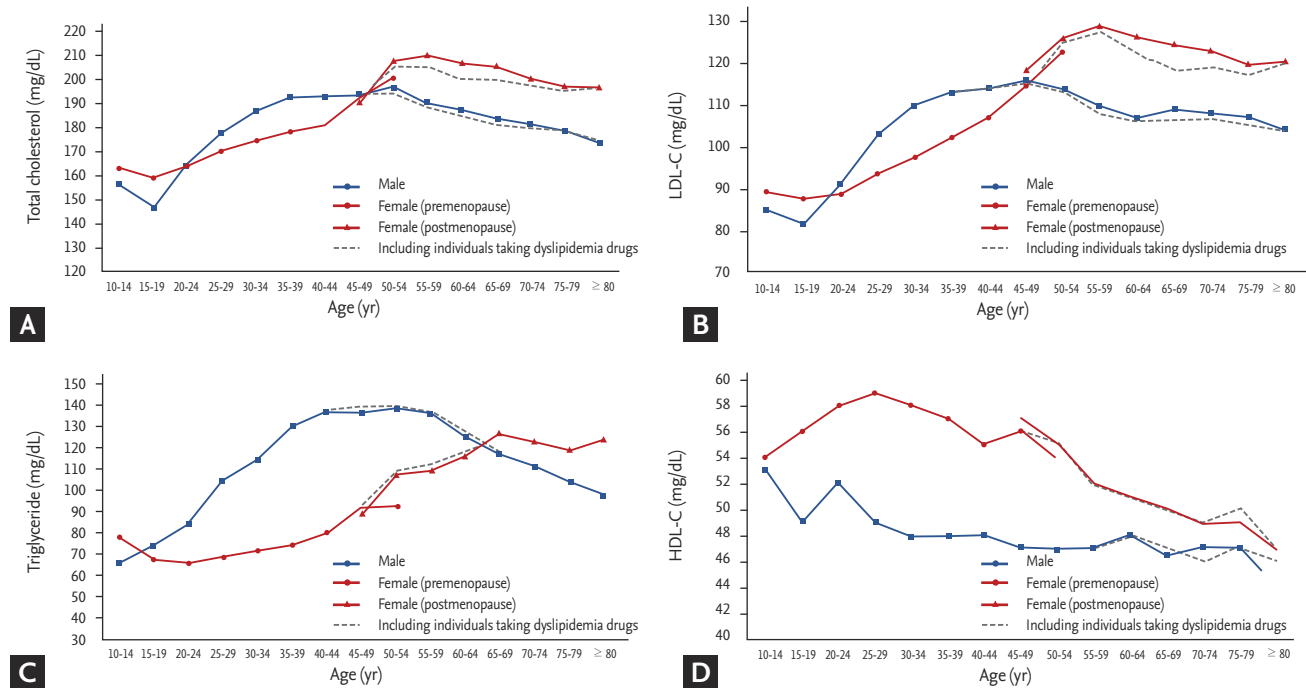 Total cholesterol (mg/dL)
220
210
200
190
180
170
160
150
140
130
120
Male
Female (premenopause)
Female (postmenopause)
Including individuals taking dyslipidemia drugs
10-14 15-19 20-24 25-29 30-34 35-39 40-44 45-49 50-54 55-59 60-64 65-69 70-74 75-79 ≥ 80
Age (yr)
A
LDL-C (mg/dL)
130
120
110
100
90
80
70
Male
Female (premenopause)
Female (postmenopause)
Including individuals taking dyslipidemia drugs
10-14 15-19 20-24 25-29 30-34 35-39 40-44 45-49 50-54 55-59 60-64 65-69 70-74 75-79 ≥ 80
Age (yr)
B
Triglyceride (mg/dL)
150
140
130
120
110
100
90
80
70
60
50
40
30
Male
Female (premenopause)
Female (postmenopause)
Including individuals taking dyslipidemia drugs
10-14 15-19 20-24 25-29 30-34 35-39 40-44 45-49 50-54 55-59 60-64 65-69 70-74 75-79 ≥ 80
Age (yr)
C
HDL-C (mg/dL)
60
58
56
54
52
50
48
46
44
42
40
Male
Female (premenopause)
Female (postmenopause)
Including individuals taking dyslipidemia drugs
10-14 15-19 20-24 25-29 30-34 35-39 40-44 45-49 50-54 55-59 60-64 65-69 70-74 75-79 ≥ 80
Age (yr)
D